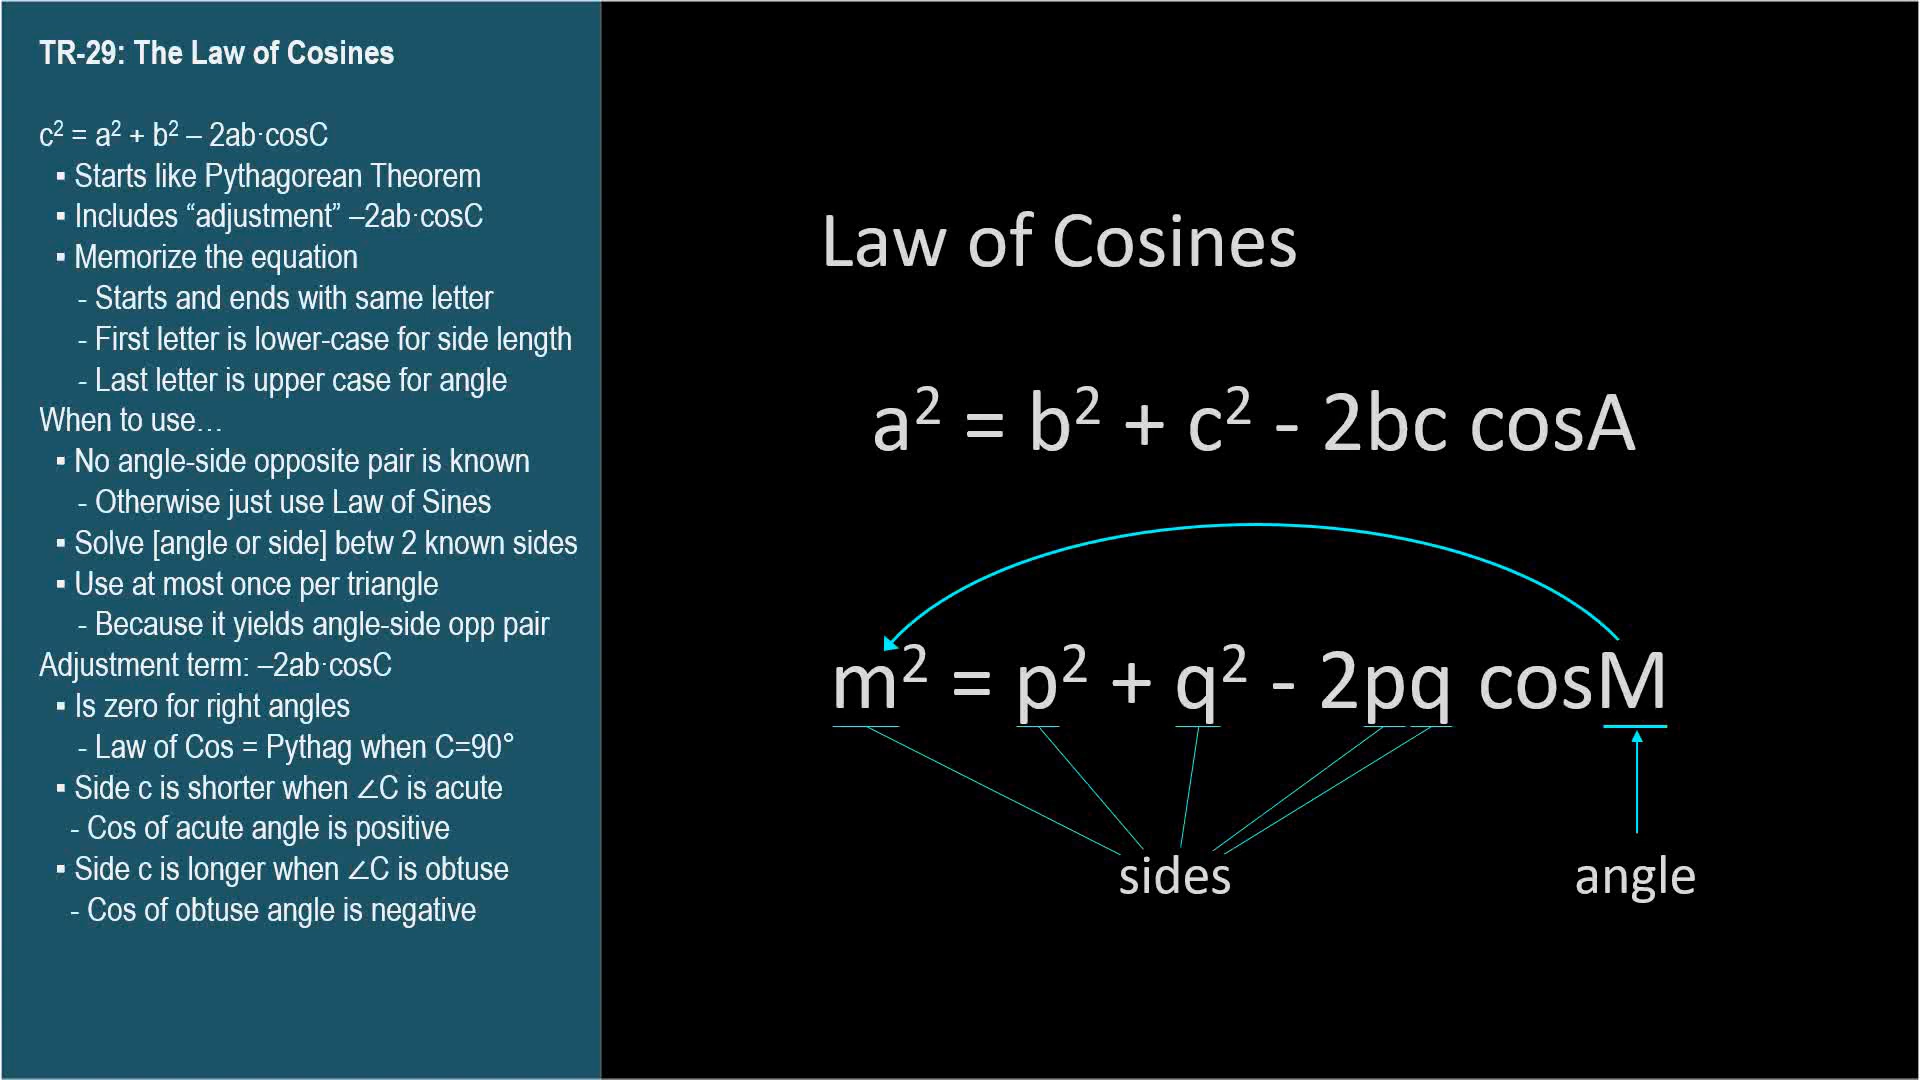 TR-29: The Law of Cosines
c² = a² + b² – 2ab·cosC
▪ Starts like Pythagorean Theorem
▪ Includes “adjustment” –2ab·cosC
▪ Memorize the equation
- Starts and ends with same letter
- First letter is lower-case for side length
- Last letter is upper case for angle
When to use…
▪ No angle-side opposite pair is known
- Otherwise just use Law of Sines
▪ Solve [angle or side] betw 2 known sides
▪ Use at most once per triangle
- Because it yields angle-side opp pair
Adjustment term: –2ab·cosC
▪ Is zero for right angles
- Law of Cos = Pythag when C=90°
▪ Side c is shorter when ∠C is acute
- Cos of acute angle is positive
▪ Side c is longer when ∠C is obtuse
- Cos of obtuse angle is negative
Law of Cosines
a² = b² + c² - 2bc cosA
m² = p² + q² - 2pq cosM
sides
angle